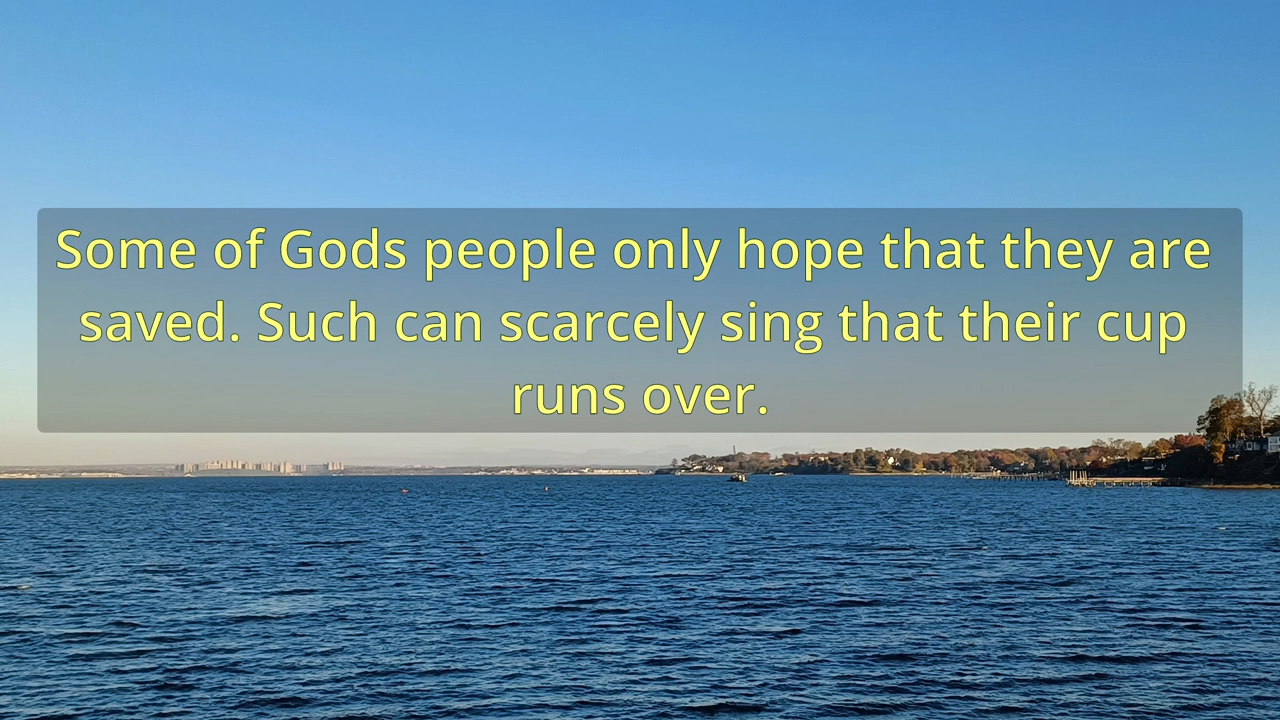 Some of Gods people only hope that they are
saved. Such can scarcely sing that their cup
runs over.